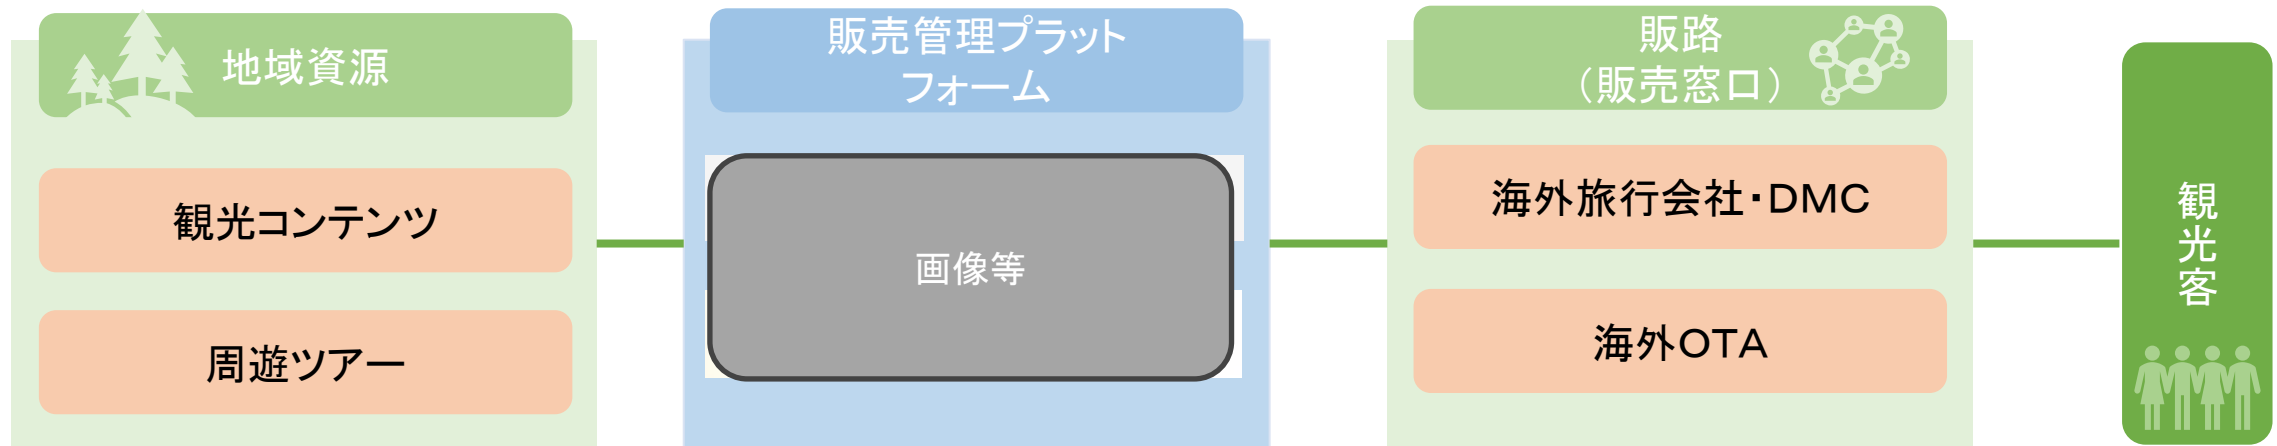 地域資源
観光コンテンツ
周遊ツアー
販売管理プラット
フォーム
画像等
販路
（販売窓口）
海外旅行会社・DMC
海外OTA
観光客